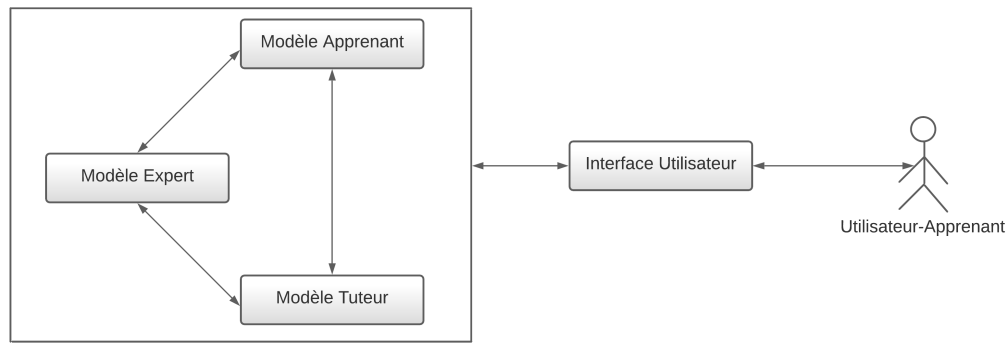 Modèle Apprenant
Modèle Expert
Interface Utilisateur
Utilisateur-Apprenant
Modèle Tuteur